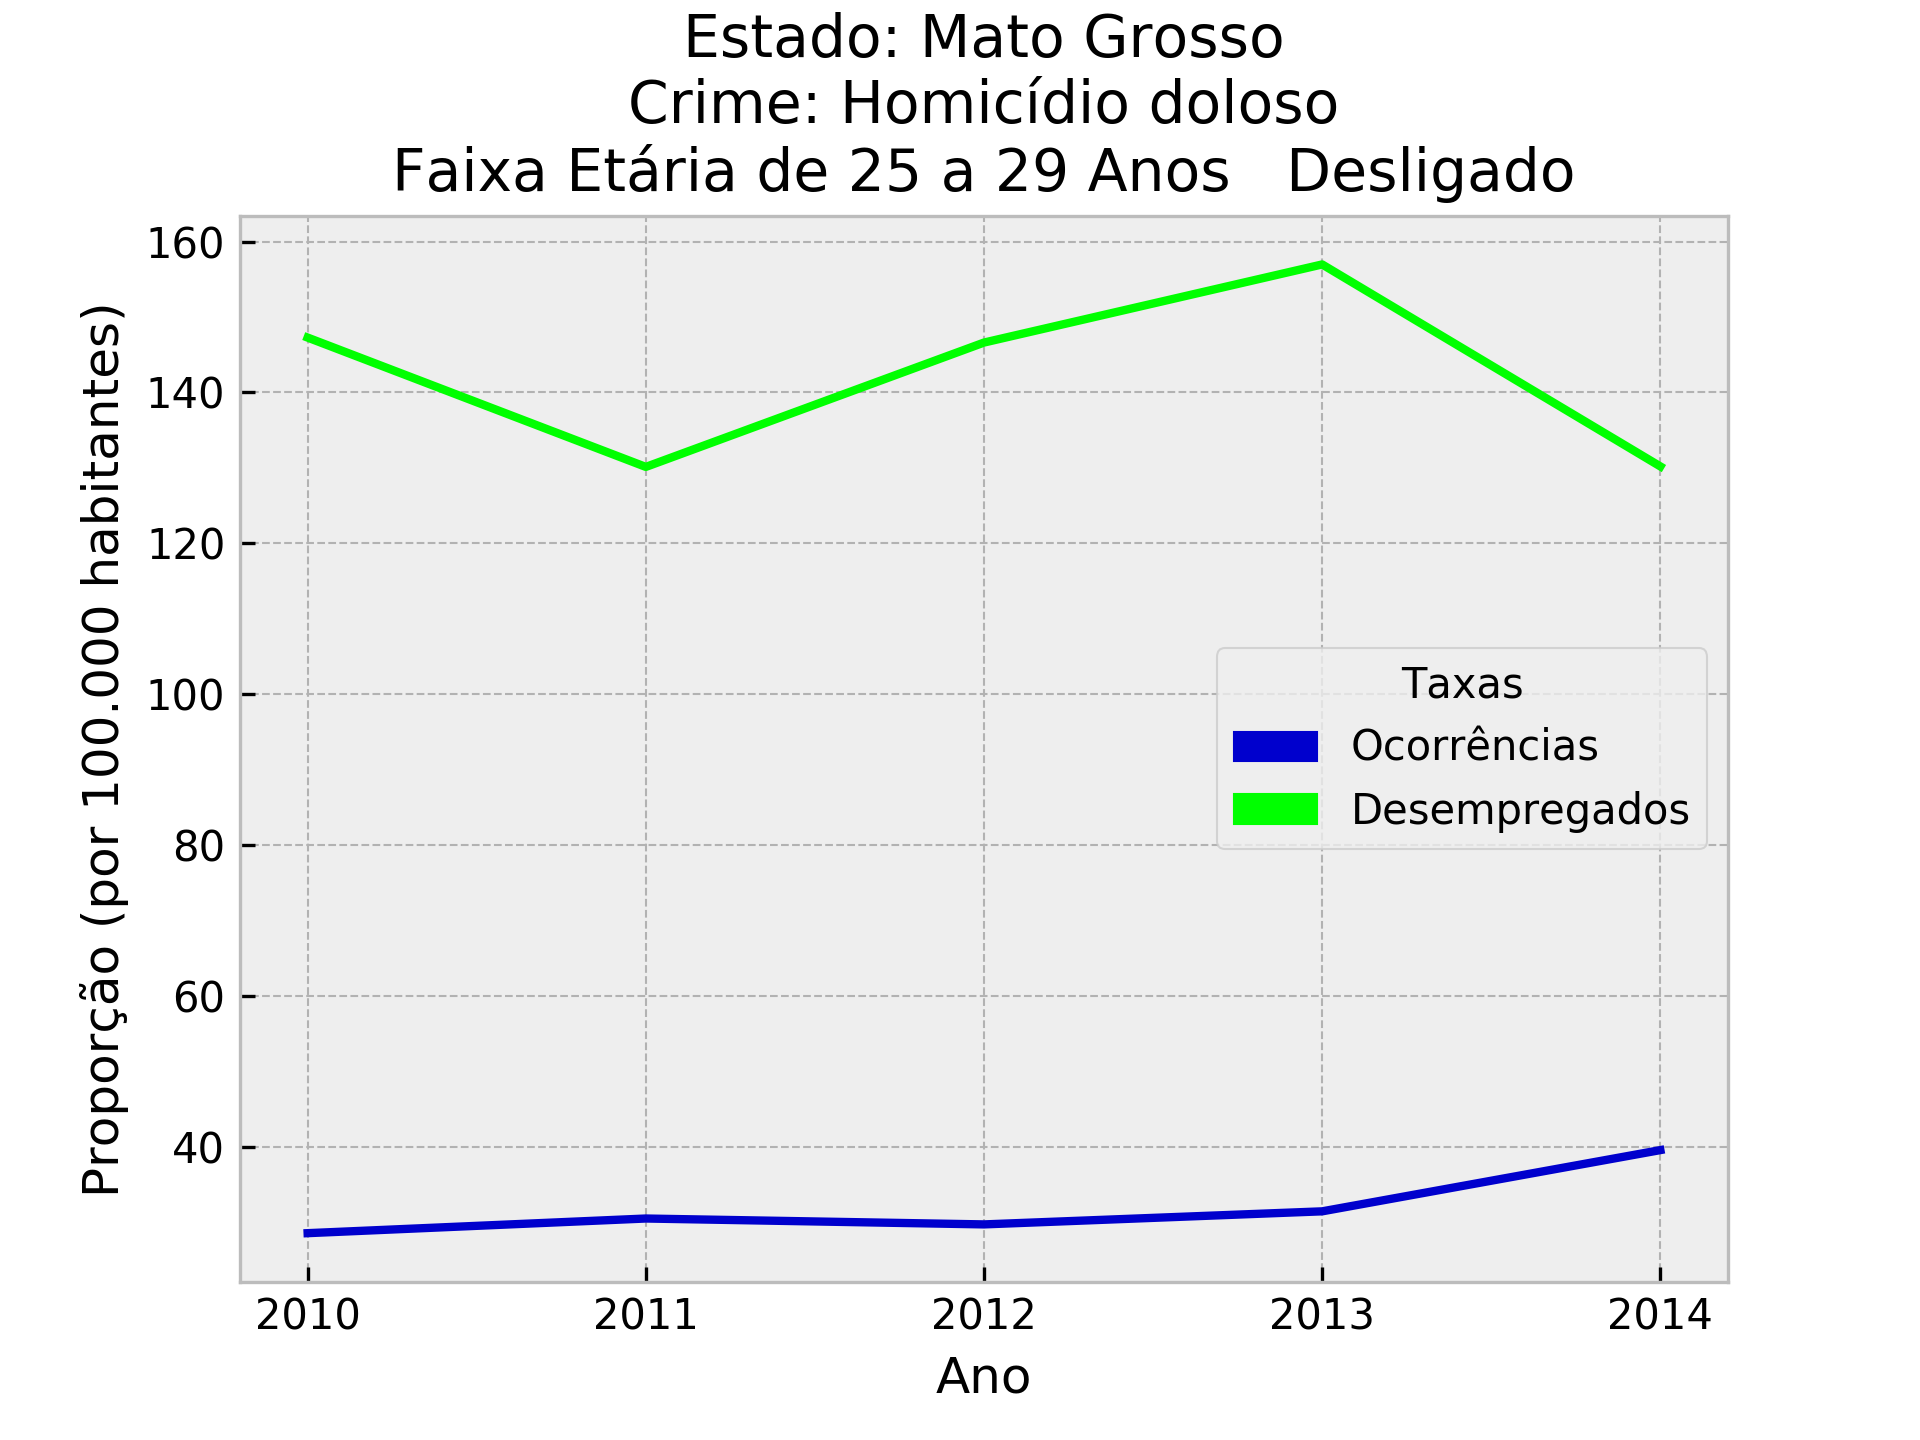 Estado: Mato Grosso
Crime: Homicídio doloso
Faixa Etária de 25 a 29 Anos   Desligado
Proporção (por 100.000 habitantes)
160
140
120
100
80
60
40
Taxas
Ocorrências
Desempregados
2010 2011 2012 2013 2014
Ano